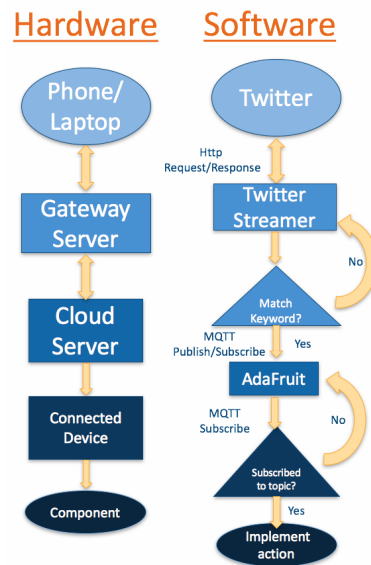 Hardware
Software
Phone/
Laptop
Gateway
Server
Cloud
Server
Connected
Device
Component
Twitter
Http
Request/Response
Twitter
Streamer
No
Match
Keyword?
MQTT
Publish/Subscribe
Yes
AdaFruit
MQTT
Subscribe
No
Subscribed
to topic?
Yes
Implement
action